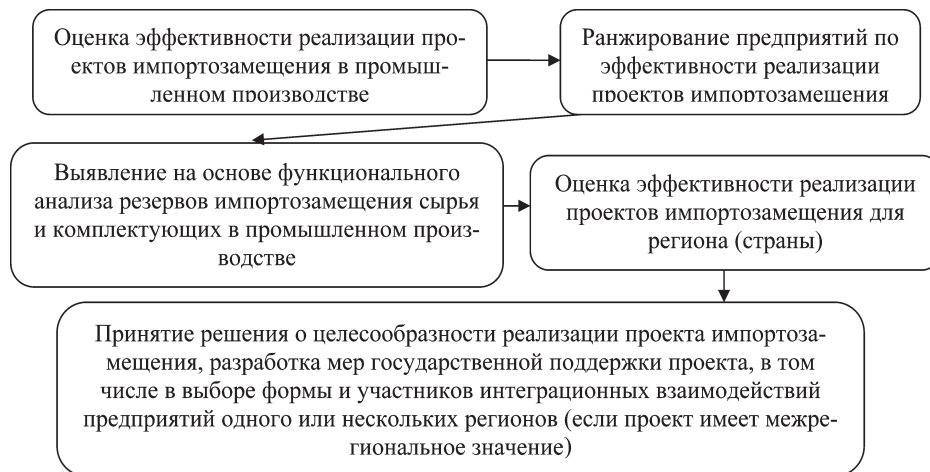 Оценка эффективности реализации про-
ектов импортозамещения в промыш-
ленном производстве
Ранжирование предприятий по
эффективности реализации
проектов импортозамещения
Выявление на основе функционального
анализа резервов импортозамещения сырья
и комплектующих в промышленном произ-
водстве
Оценка эффективности реализации
проектов импортозамещения для
региона (страны)
Принятие решения о целесообразности реализации проекта импортоза-
мещения, разработка мер государственной поддержки проекта, в том
числе в выборе формы и участников интеграционных взаимодействий
предприятий одного или нескольких регионов (если проект имеет межре-
гиональное значение)